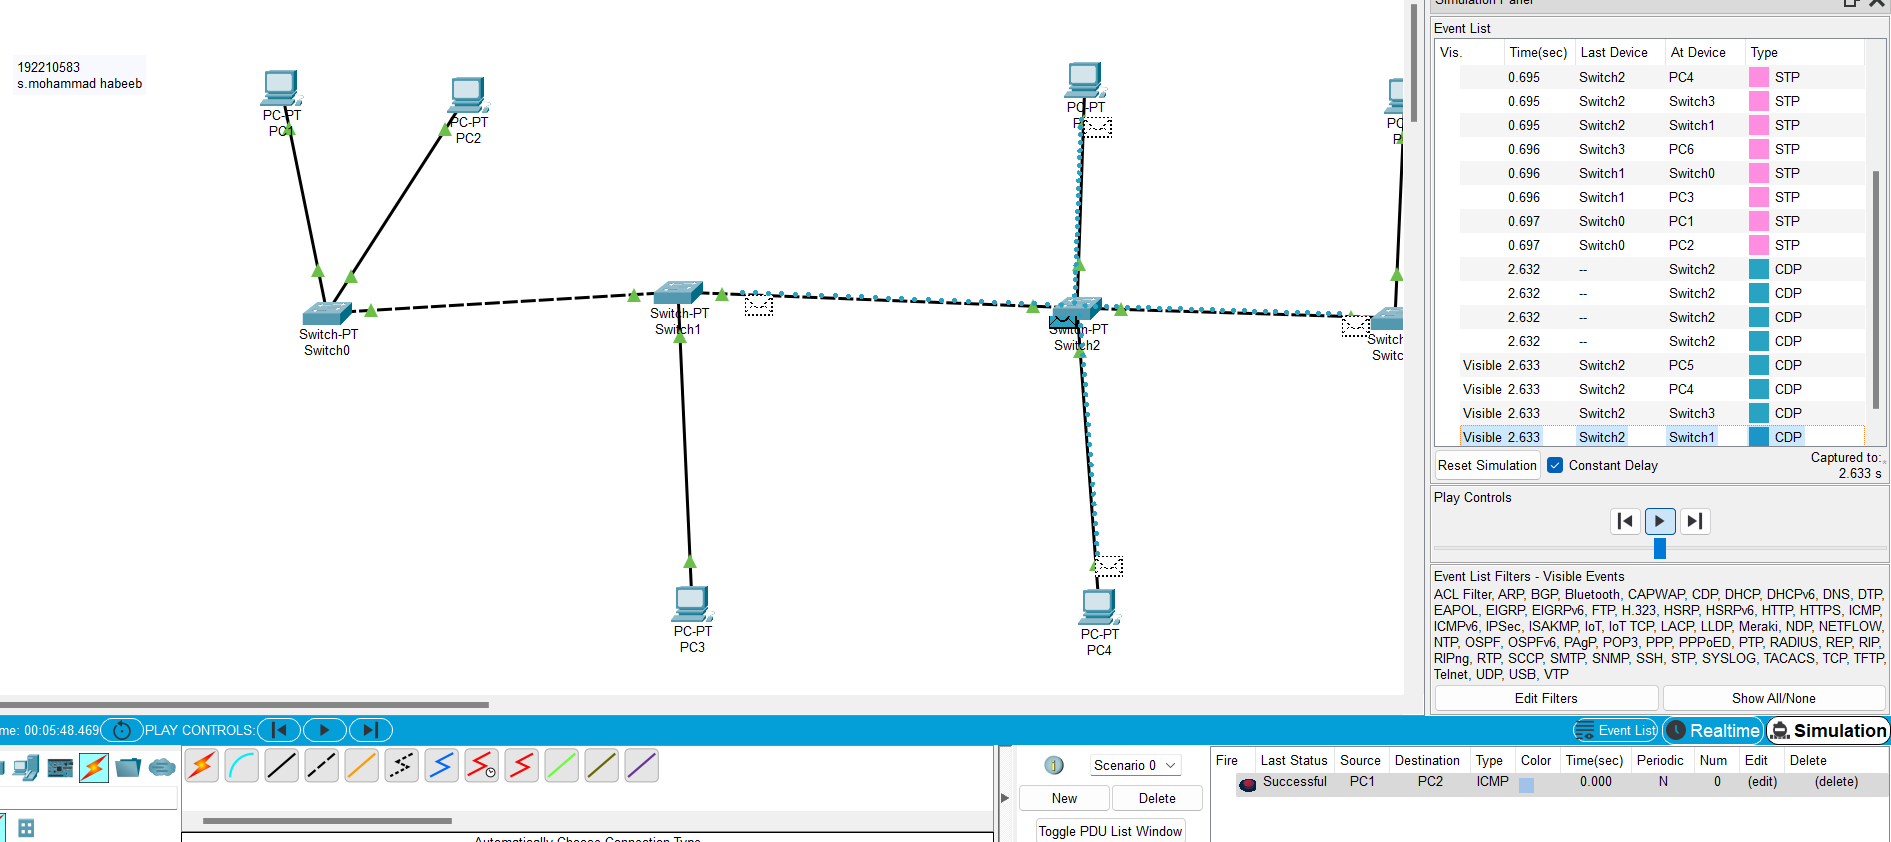 192210583
s.mohammad habeeb
PC-PT
PC1
PC-PT
PC2
PC-PT
Switch-PT
Switch0
Switch-PT
Switch1
Switch-PT
Switch2
PC-PT
PC3
PC-PT
PC4
Simulation Panel
Event List
Vis. Time(sec) Last Device At Device Type
0.695 Switch2 PC4 STP
0.695 Switch2 Switch3 STP
0.695 Switch2 Switch1 STP
0.696 Switch3 PC6 STP
0.696 Switch1 Switch0 STP
0.696 Switch1 PC3 STP
0.697 Switch0 PC1 STP
0.697 Switch0 PC2 STP
2.632 -- Switch2 CDP
2.632 -- Switch2 CDP
2.632 -- Switch2 CDP
2.632 -- Switch2 CDP
Visible 2.633 Switch2 PC5 CDP
Visible 2.633 Switch2 PC4 CDP
Visible 2.633 Switch2 Switch3 CDP
Visible 2.633 Switch2 Switch1 CDP
Reset Simulation Constant Delay Captured to:
2.633 s
Play Controls
Event List Filters - Visible Events
ACL Filter, ARP, BGP, Bluetooth, CAPWAP, CDP, DHCP, DHCPv6, DNS, DTP,
EAPOL, EIGRP, EIGRPv6, FTP, H.323, HSRP, HSRPv6, HTTP, HTTPS, ICMP,
ICMPv6, IPSec, ISAKMP, IoT, IoT TCP, LACP, LLDP, Meraki, NDP, NETFLOW,
NTP, OSPF, OSPFv6, PAgP, POP3, PPP, PPPoED, PTP, RADIUS, REP, RIP,
RIPng, RTP, SCCP, SMTP, SNMP, SSH, STP, SYSLOG, TACACS, TCP, TFTP,
Telnet, UDP, USB, VTP
Edit Filters Show All/None
me: 00:05:48.469 PLAY CONTROLS: Event List Realtime Simulation
Scenario 0
New Delete
Toggle PDU List Window
Fire Last Status Source Destination Type Color Time(sec) Periodic Num Edit Delete
Successful PC1 PC2 ICMP 0.000 N 0 (edit) (delete)
Automatically Choose Connection Type